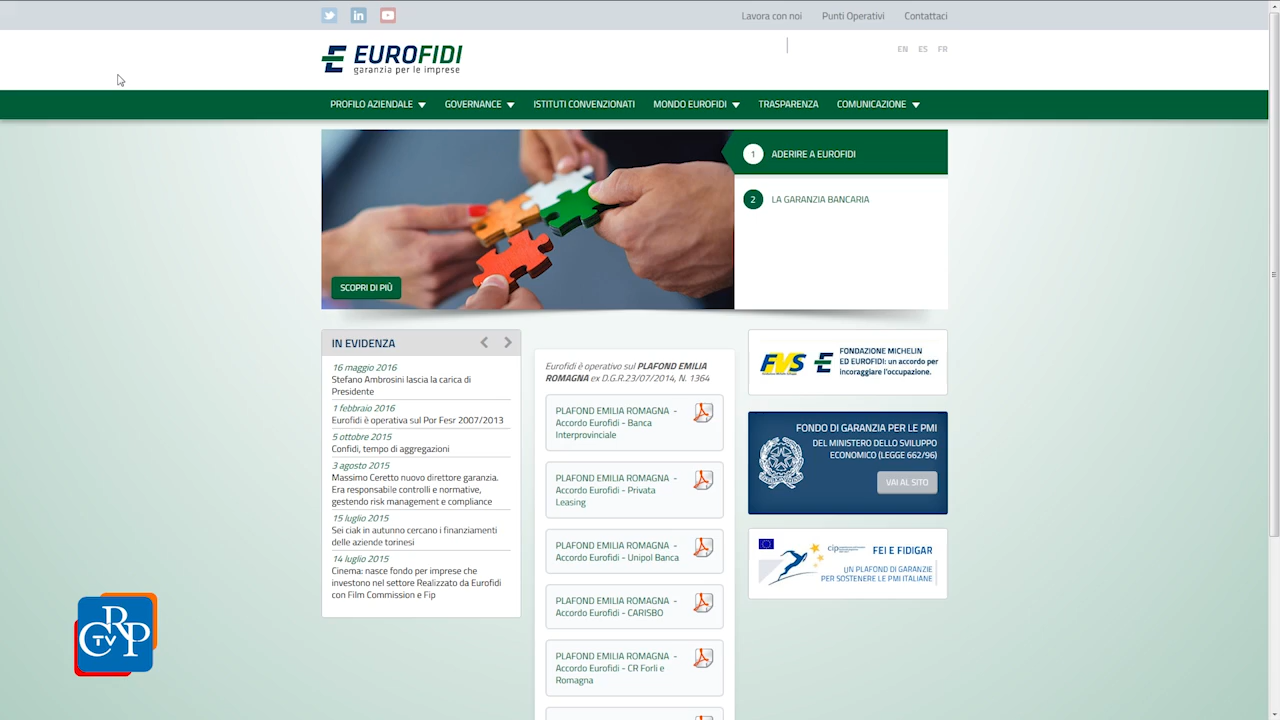 Lavora con noi Punti Operativi Contattaci
EUROFIDI
garanzia per le imprese
EN ES FR
PROFILO AZIENDALE GOVERNANCE ISTITUTI CONVENZIONATI MONDO EUROFIDI TRASPARENZA COMUNICAZIONE
1 ADERIRE A EUROFIDI
2 LA GARANZIA BANCARIA
SCOPRI DI PIÙ
IN EVIDENZA
16 maggio 2016
Stefano Ambrosini lascia la carica di
Presidente
1 febbraio 2016
Eurofidi è operativa sul Por Fesr 2007/2013
5 ottobre 2015
Confidi, tempo di aggregazioni
3 agosto 2015
Massimo Ceretto nuovo direttore garanzia.
Era responsabile controlli e normative,
gestendo risk management e compliance
15 luglio 2015
Sei ciak in autunno cercano i finanziamenti
delle aziende torinesi
14 luglio 2015
Cinema: nasce fondo per imprese che
investono nel settore Realizzato da Eurofidi
con Film Commission e Fip
Eurofidi è operativo sul PLAFOND EMILIA
ROMAGNA ex D.G.R.23/07/2014, N. 1364
PLAFOND EMILIA ROMAGNA -
Accordo Eurofidi - Banca
Interprovinciale
PLAFOND EMILIA ROMAGNA -
Accordo Eurofidi - Privata
Leasing
PLAFOND EMILIA ROMAGNA -
Accordo Eurofidi - Unipol Banca
PLAFOND EMILIA ROMAGNA -
Accordo Eurofidi - CARISBO
PLAFOND EMILIA ROMAGNA -
Accordo Eurofidi - CR Forlì e
Romagna
FVS
FONDAZIONE MICHELIN
ED EUROFIDI: un accordo per
incoraggiare l'occupazione.
FONDO DI GARANZIA PER LE PMI
DEL MINISTERO DELLO SVILUPPO
ECONOMICO (LEGGE 662/96)
VAI AL SITO
cip
FEI E FIDIGAR
UN PLAFOND DI GARANZIE
PER SOSTENERE LE PMI ITALIANE
CRP
TV